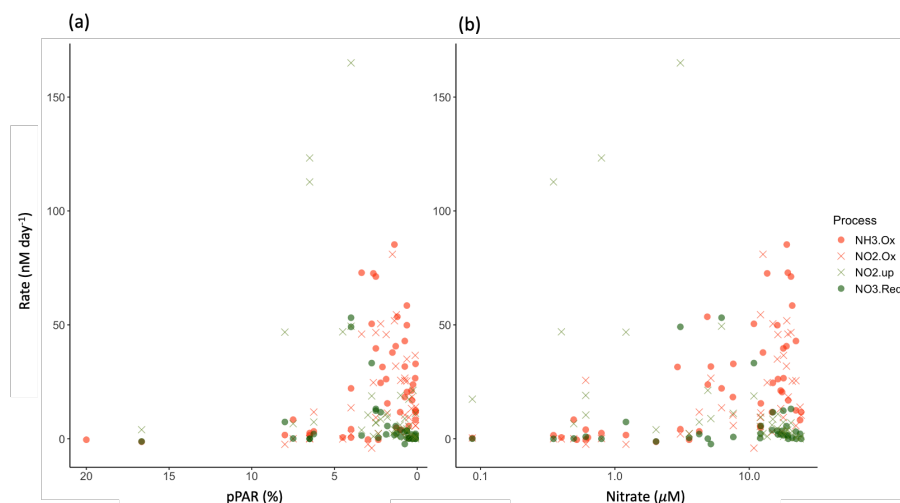 (a)
(b)
150
100
50
0
Rate (nM day⁻¹)
20
15
10
5
0
pPAR (%)
0.1
1.0
10.0
Nitrate (μM)
Process
NH3.Ox
NO2.Ox
NO2.up
NO3.Red
150
100
50
0